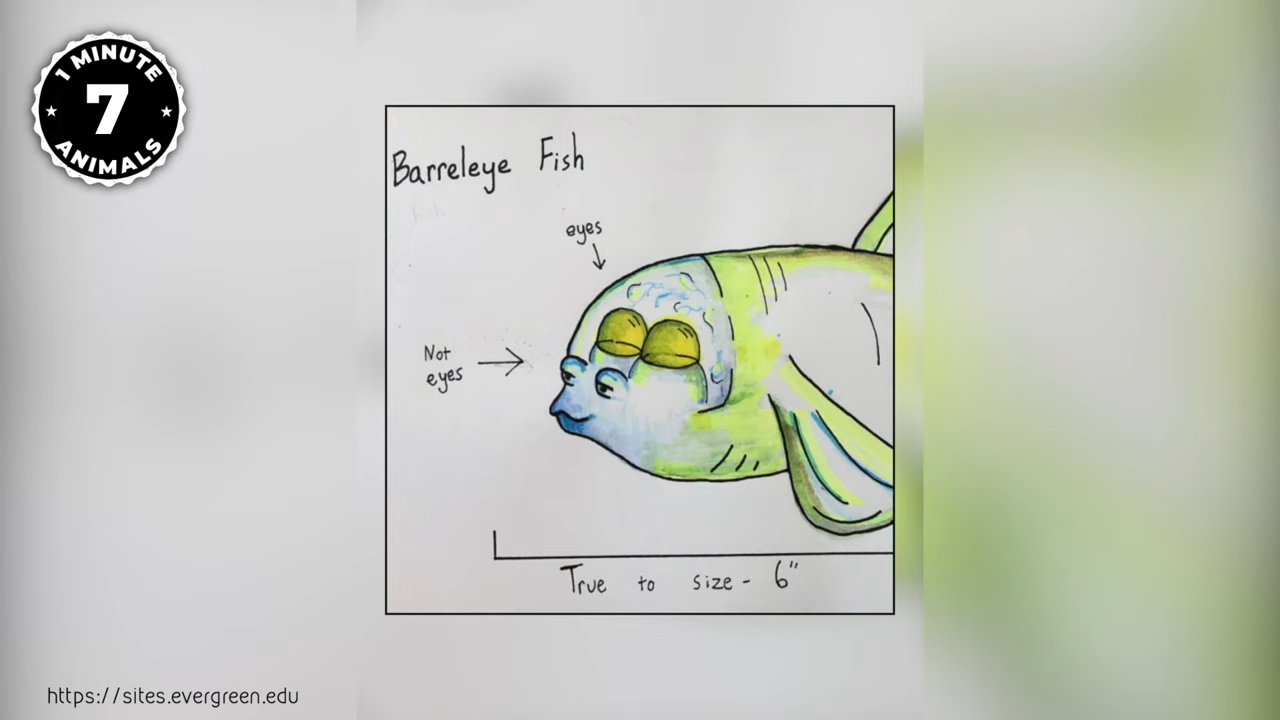 1 MINUTE
7
ANIMALS
Barreleye Fish
eyes
Not
eyes
True to size - 6"
https://sites.evergreen.edu